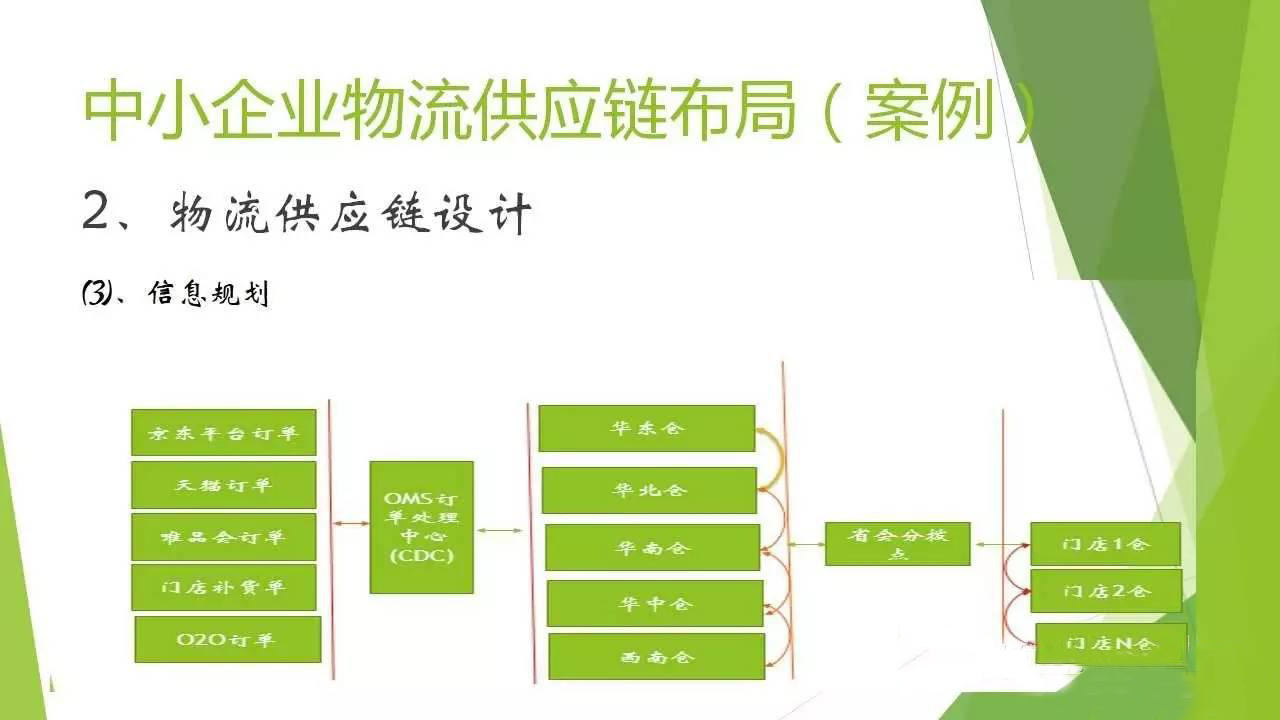 中小企业物流供应链布局（案例）
2、物流供应链设计
⑶、信息规划
京东平台订单
天猫订单
唯品会订单
门店补货单
O2O订单
OMS订
单处理
中心
(CDC)
华东仓
华北仓
华南仓
华中仓
西南仓
省会分拨
点
门店1仓
门店2仓
门店N仓